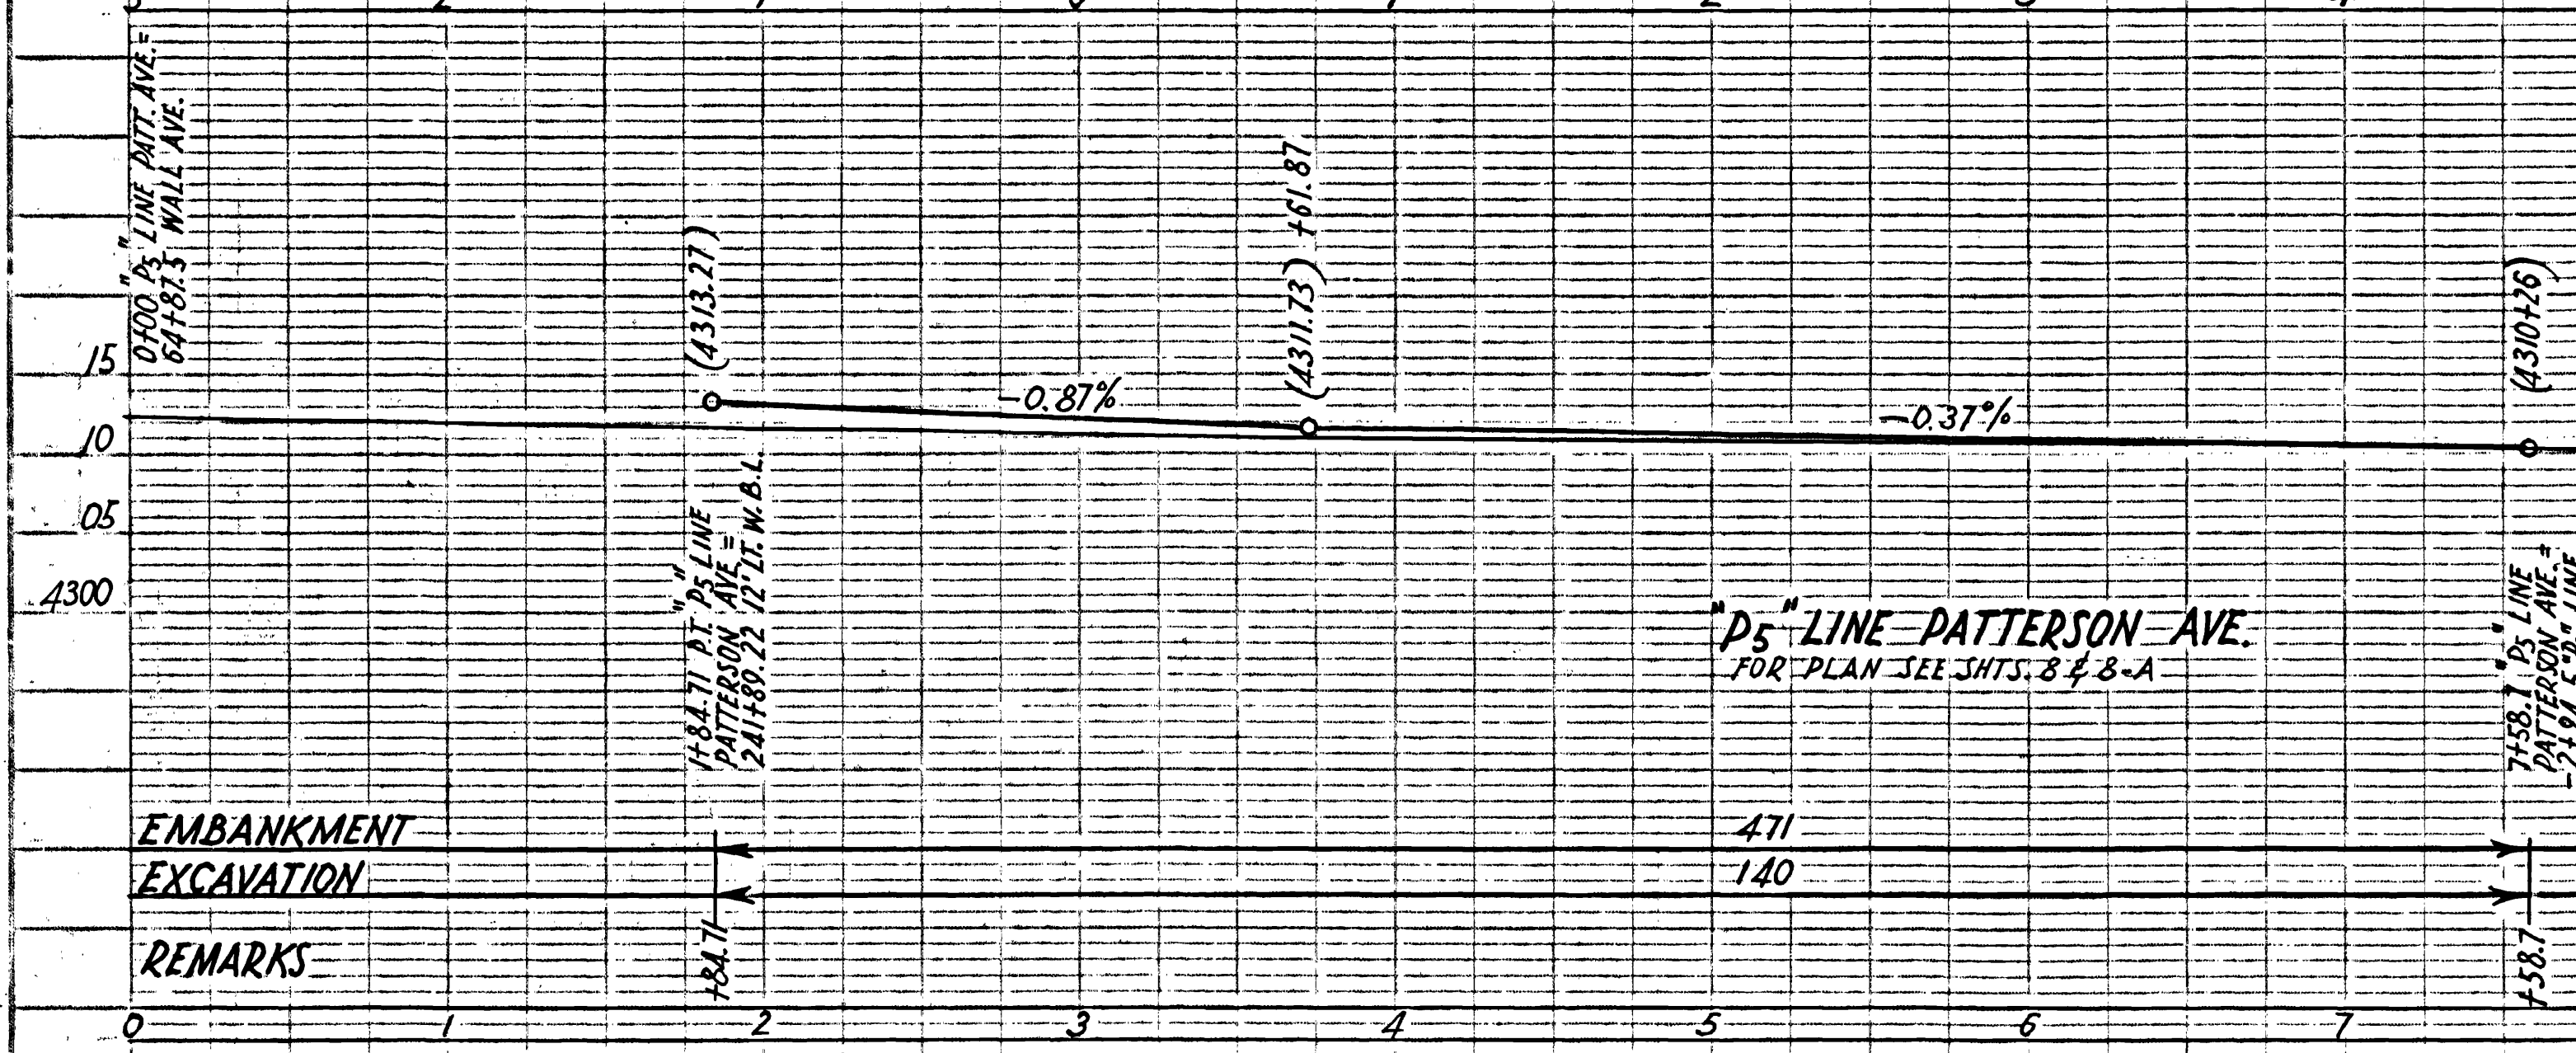 0+00 "P5" LINE PATT. AVE.=
64+87.5 WALL AVE.
(4313.27)
(4311.73) +61.87
(4310+26)
-0.87%
-0.37%
15
10
05
4300
1+84.71 P.T. "P5" LINE
PATTERSON AVE =
241+89.22 12' LT. W.B.L.
"P5" LINE PATTERSON AVE.
FOR PLAN SEE SHTS. 8 & 8-A
7+58.7 "P5" LINE
PATTERSON AVE.=
EMBANKMENT
471
EXCAVATION
140
REMARKS
+84.71
+58.7
0 1 2 3 4 5 6 7